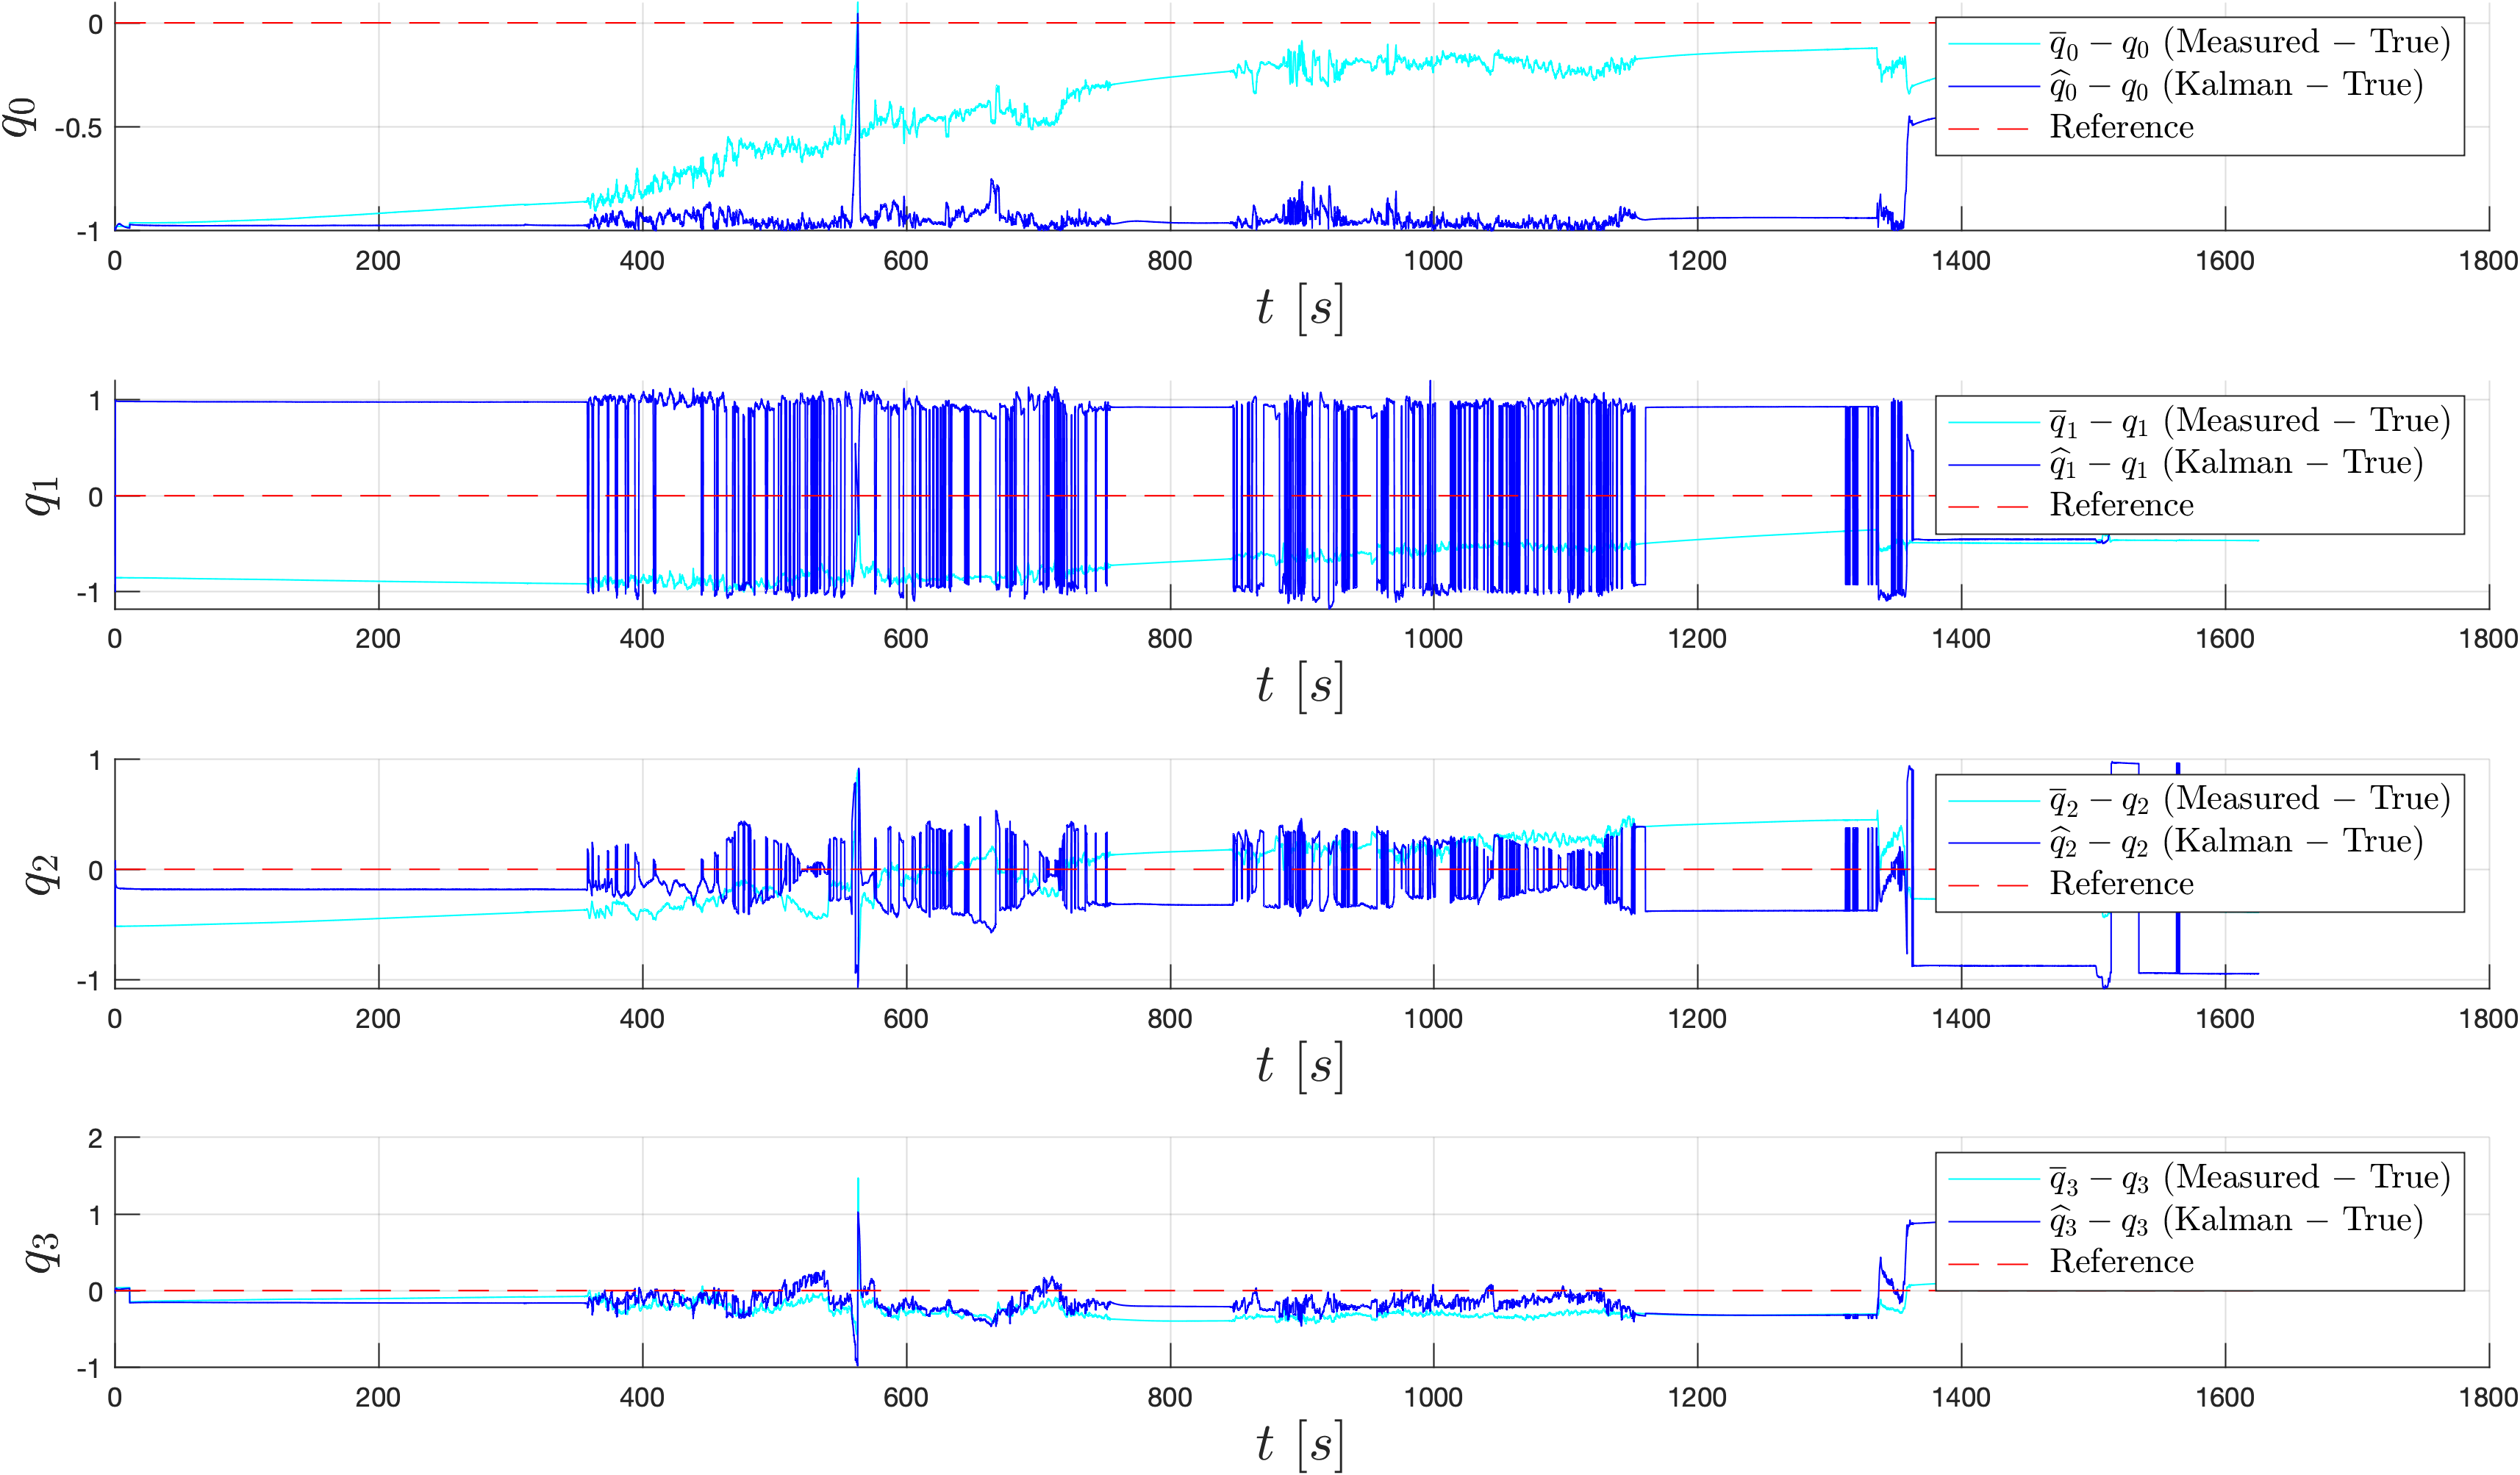 0
-0.5
-1
q₀
q̅₀ − q₀ (Measured − True)
q̂₀ − q₀ (Kalman − True)
Reference
0 200 400 600 800 1000 1200 1400 1600 1800
t [s]
1
0
-1
q₁
q̅₁ − q₁ (Measured − True)
q̂₁ − q₁ (Kalman − True)
Reference
0 200 400 600 800 1000 1200 1400 1600 1800
t [s]
1
0
-1
q₂
q̅₂ − q₂ (Measured − True)
q̂₂ − q₂ (Kalman − True)
Reference
0 200 400 600 800 1000 1200 1400 1600 1800
t [s]
2
1
0
-1
q₃
q̅₃ − q₃ (Measured − True)
q̂₃ − q₃ (Kalman − True)
Reference
0 200 400 600 800 1000 1200 1400 1600 1800
t [s]